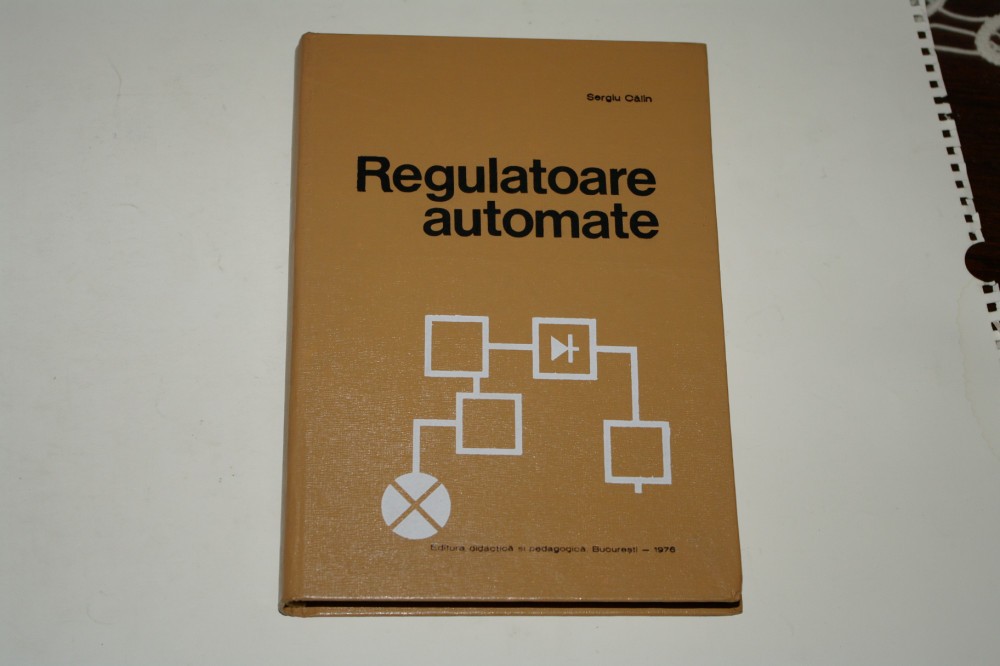 Sergiu Călin
Regulatoare
automate
Editura didactică și pedagogică, București — 1976